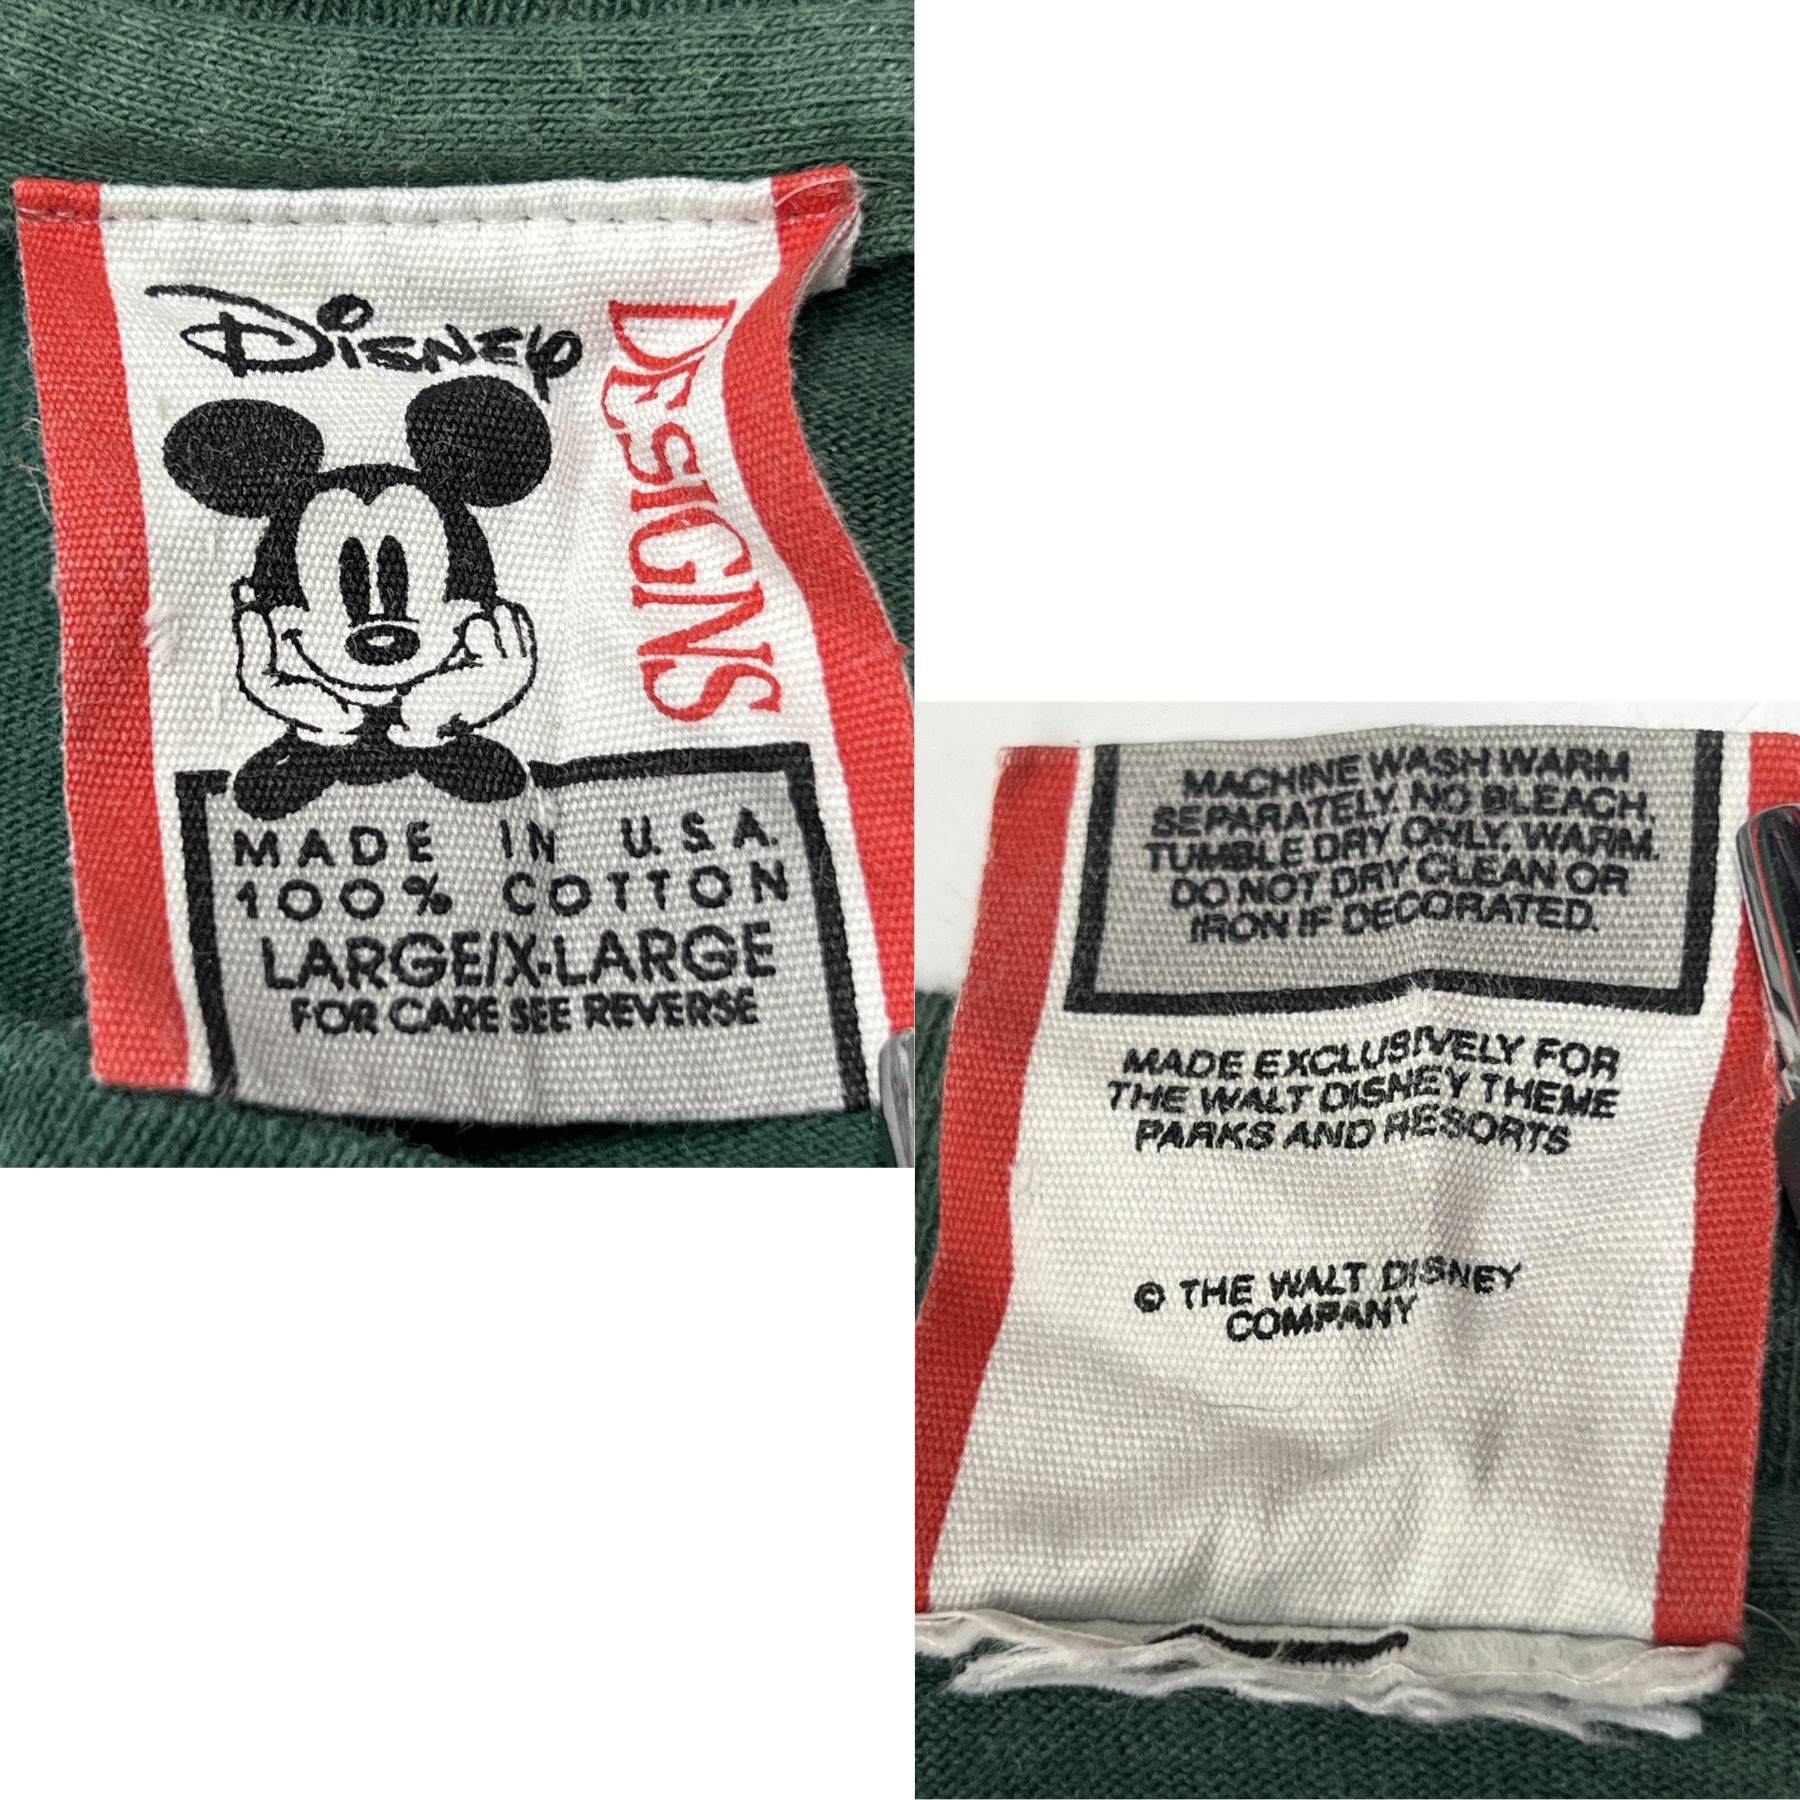 Disney
DESIGNS
MADE IN U.S.A.
100% COTTON
LARGE/X-LARGE
FOR CARE SEE REVERSE
MACHINE WASH WARM
SEPARATELY. NO BLEACH.
TUMBLE DRY ONLY. WARM.
DO NOT DRY CLEAN OR
IRON IF DECORATED.
MADE EXCLUSIVELY FOR
THE WALT DISNEY THEME
PARKS AND RESORTS
© THE WALT DISNEY
COMPANY